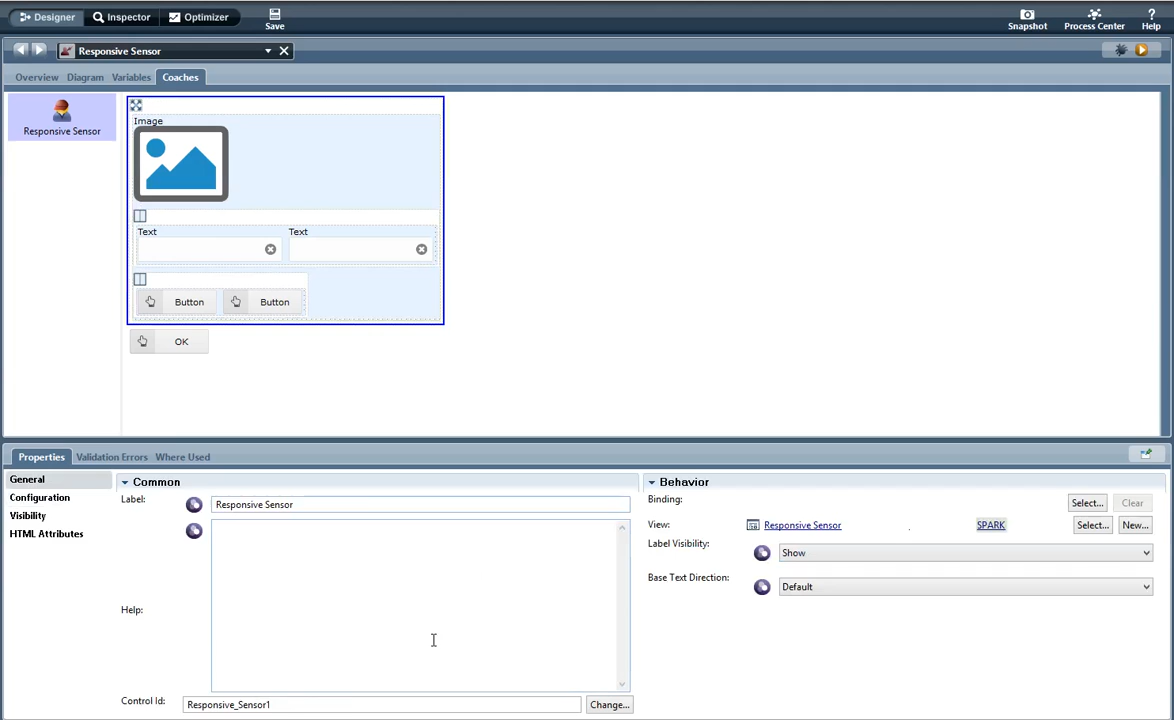 Designer Inspector Optimizer Save Snapshot Process Center Help
Responsive Sensor
Overview Diagram Variables Coaches
Responsive Sensor
Image
Text Text
Button Button
OK
Properties Validation Errors Where Used
General
Configuration
Visibility
HTML Attributes
Common
Label: Responsive Sensor
Help:
Control Id: Responsive_Sensor1 Change...
Behavior
Binding: Select... Clear
View: Responsive Sensor SPARK Select... New...
Label Visibility: Show
Base Text Direction: Default